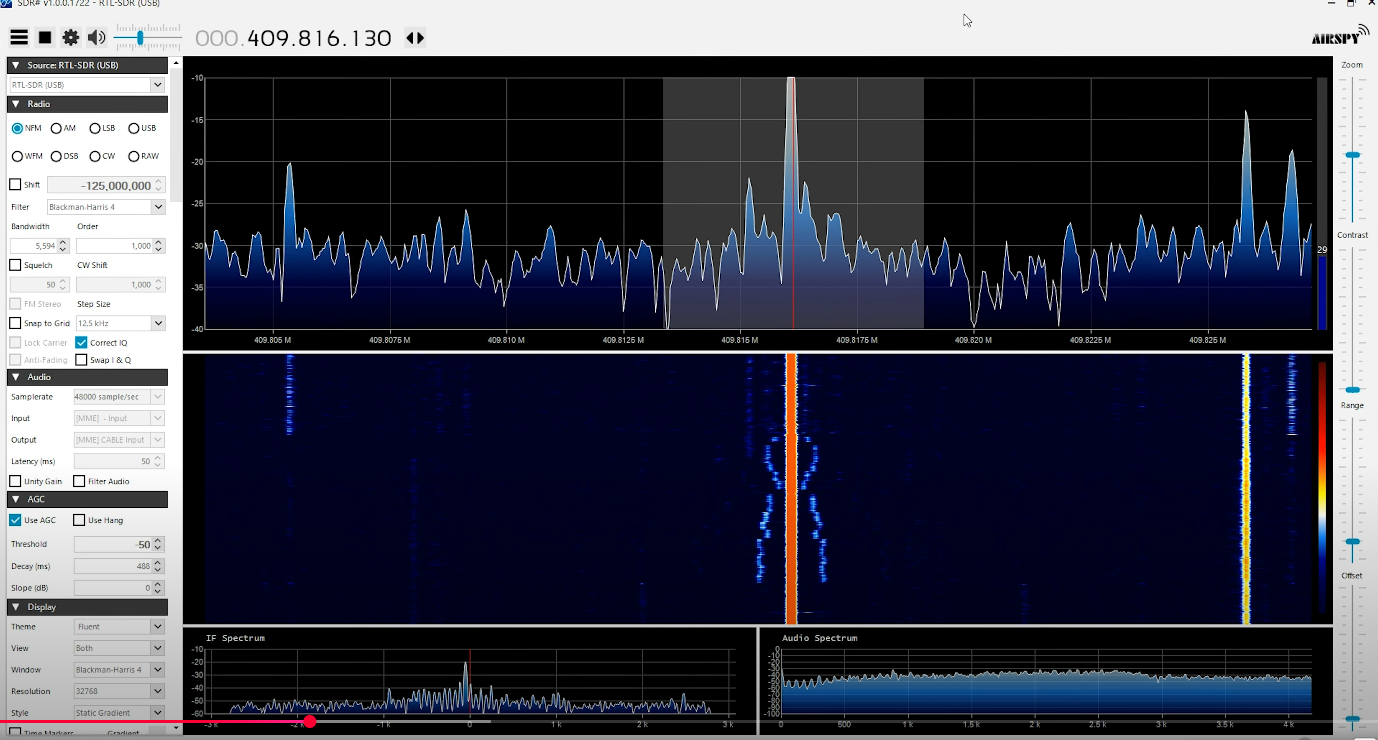 SDR# v1.0.0.1722 - RTL-SDR (USB)
000.409.816.130
AIRSPY
Source: RTL-SDR (USB)
RTL-SDR (USB)
Radio
NFM AM LSB USB
WFM DSB CW RAW
Shift -125,000,000
Filter Blackman-Harris 4
Bandwidth Order
5,594 1,000
Squelch CW Shift
50 1,000
FM Stereo Step Size
Snap to Grid 12.5 kHz
Lock Carrier Correct IQ
Anti-Fading Swap I & Q
Audio
Samplerate 48000 sample/sec
Input [MME] - Input
Output [MME] CABLE Input
Latency (ms) 50
Unity Gain Filter Audio
AGC
Use AGC Use Hang
Threshold -50
Decay (ms) 488
Slope (dB) 0
Display
Theme Fluent
View Both
Window Blackman-Harris 4
Resolution 32768
Style Static Gradient
Time Markers Gradient
-10
-15
-20
-25
-30
-35
-40
29
409.805 M 409.8075 M 409.810 M 409.8125 M 409.815 M 409.8175 M 409.820 M 409.8225 M 409.825 M
IF Spectrum
-10
-20
-30
-40
-50
-60
-3 K -2 K -1 K 0 1 k 2 k 3 k
Audio Spectrum
0
-10
-20
-30
-40
-50
-60
-70
-80
-90
-100
0 500 1 k 1.5 k 2 k 2.5 k 3 k 3.5 k 4 k
Zoom
Contrast
Range
Offset